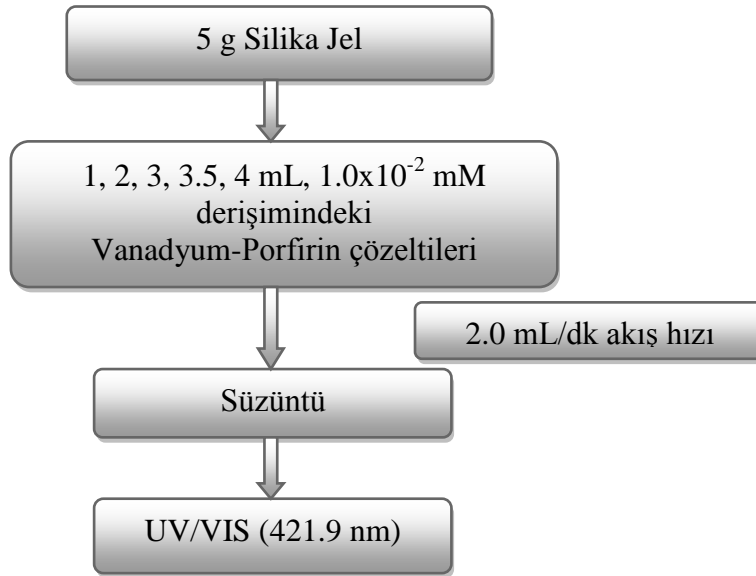 5 g Silika Jel
1, 2, 3, 3.5, 4 mL, 1.0x10⁻² mM
derişimindeki
Vanadyum-Porfirin çözeltileri
2.0 mL/dk akış hızı
Süzüntü
UV/VIS (421.9 nm)